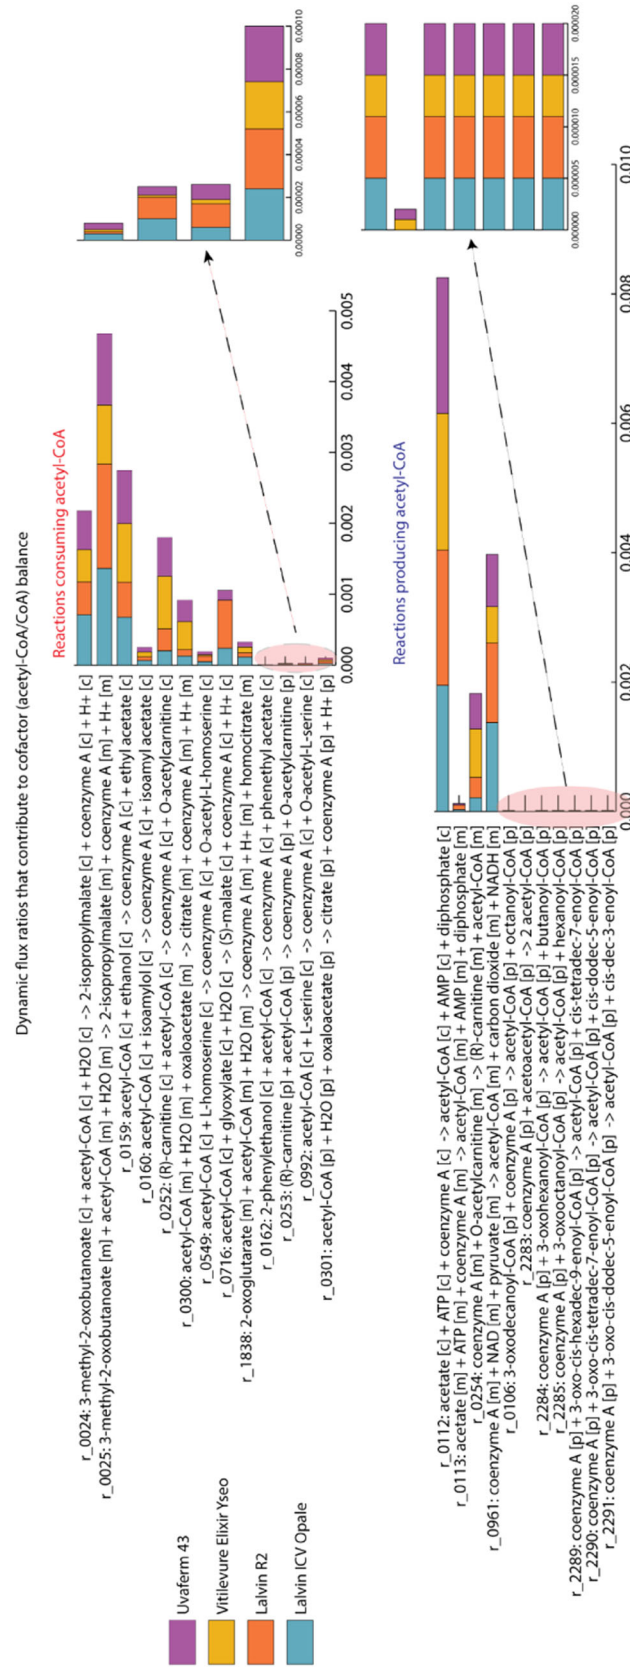 Dynamic flux ratios that contribute to cofactor (acetyl-CoA/CoA) balance
Reactions consuming acetyl-CoA
r_0024: 3-methyl-2-oxobutanoate [c] + acetyl-CoA [c] + H2O [c] -> 2-isopropylmalate [c] + coenzyme A [c] + H+ [c]
r_0025: 3-methyl-2-oxobutanoate [m] + acetyl-CoA [m] + H2O [m] -> 2-isopropylmalate [m] + coenzyme A [m] + H+ [m]
r_0159: acetyl-CoA [c] + ethanol [c] -> coenzyme A [c] + ethyl acetate [c]
r_0160: acetyl-CoA [c] + isoamylol [c] -> coenzyme A [c] + isoamyl acetate [c]
r_0252: (R)-carnitine [c] + acetyl-CoA [c] -> coenzyme A [c] + O-acetylcarnitine [c]
r_0300: acetyl-CoA [m] + H2O [m] + oxaloacetate [m] -> citrate [m] + coenzyme A [m] + H+ [m]
r_0549: acetyl-CoA [c] + L-homoserine [c] -> coenzyme A [c] + O-acetyl-L-homoserine [c]
r_0716: acetyl-CoA [c] + glyoxylate [c] + H2O [c] -> (S)-malate [c] + coenzyme A [c] + H+ [c]
r_1838: 2-oxoglutarate [m] + acetyl-CoA [m] + H2O [m] -> coenzyme A [m] + H+ [m] + homocitrate [m]
r_0162: 2-phenylethanol [c] + acetyl-CoA [c] -> coenzyme A [c] + phenethyl acetate [c]
r_0253: (R)-carnitine [p] + acetyl-CoA [p] -> coenzyme A [p] + O-acetylcarnitine [p]
r_0992: acetyl-CoA [c] + L-serine [c] -> coenzyme A [c] + O-acetyl-L-serine [c]
r_0301: acetyl-CoA [p] + H2O [p] + oxaloacetate [p] -> citrate [p] + coenzyme A [p] + H+ [p]
0.000 0.001 0.002 0.003 0.004 0.005
0.00000 0.00002 0.00004 0.00006 0.00008 0.00010
Uvaferm 43
Vitilevure Elixir Yseo
Lalvin R2
Lalvin ICV Opale
Reactions producing acetyl-CoA
r_0112: acetate [c] + ATP [c] + coenzyme A [c] -> acetyl-CoA [c] + AMP [c] + diphosphate [c]
r_0113: acetate [m] + ATP [m] + coenzyme A [m] -> acetyl-CoA [m] + AMP [m] + diphosphate [m]
r_0254: coenzyme A [m] + O-acetylcarnitine [m] -> (R)-carnitine [m] + acetyl-CoA [m]
r_0961: coenzyme A [m] + NAD [m] + pyruvate [m] -> acetyl-CoA [m] + carbon dioxide [m] + NADH [m]
r_0106: 3-oxodecanoyl-CoA [p] + coenzyme A [p] -> acetyl-CoA [p] + octanoyl-CoA [p]
r_2283: coenzyme A [p] + acetoacetyl-CoA [p] -> 2 acetyl-CoA [p]
r_2284: coenzyme A [p] + 3-oxohexanoyl-CoA [p] -> acetyl-CoA [p] + butanoyl-CoA [p]
r_2285: coenzyme A [p] + 3-oxooctanoyl-CoA [p] -> acetyl-CoA [p] + hexanoyl-CoA [p]
r_2289: coenzyme A [p] + 3-oxo-cis-hexadec-9-enoyl-CoA [p] -> acetyl-CoA [p] + cis-tetradec-7-enoyl-CoA [p]
r_2290: coenzyme A [p] + 3-oxo-cis-tetradec-7-enoyl-CoA [p] -> acetyl-CoA [p] + cis-dodec-5-enoyl-CoA [p]
r_2291: coenzyme A [p] + 3-oxo-cis-dodec-5-enoyl-CoA [p] -> acetyl-CoA [p] + cis-dec-3-enoyl-CoA [p]
0.000 0.002 0.004 0.006 0.008 0.010
0.000000 0.000005 0.000010 0.000015 0.000020